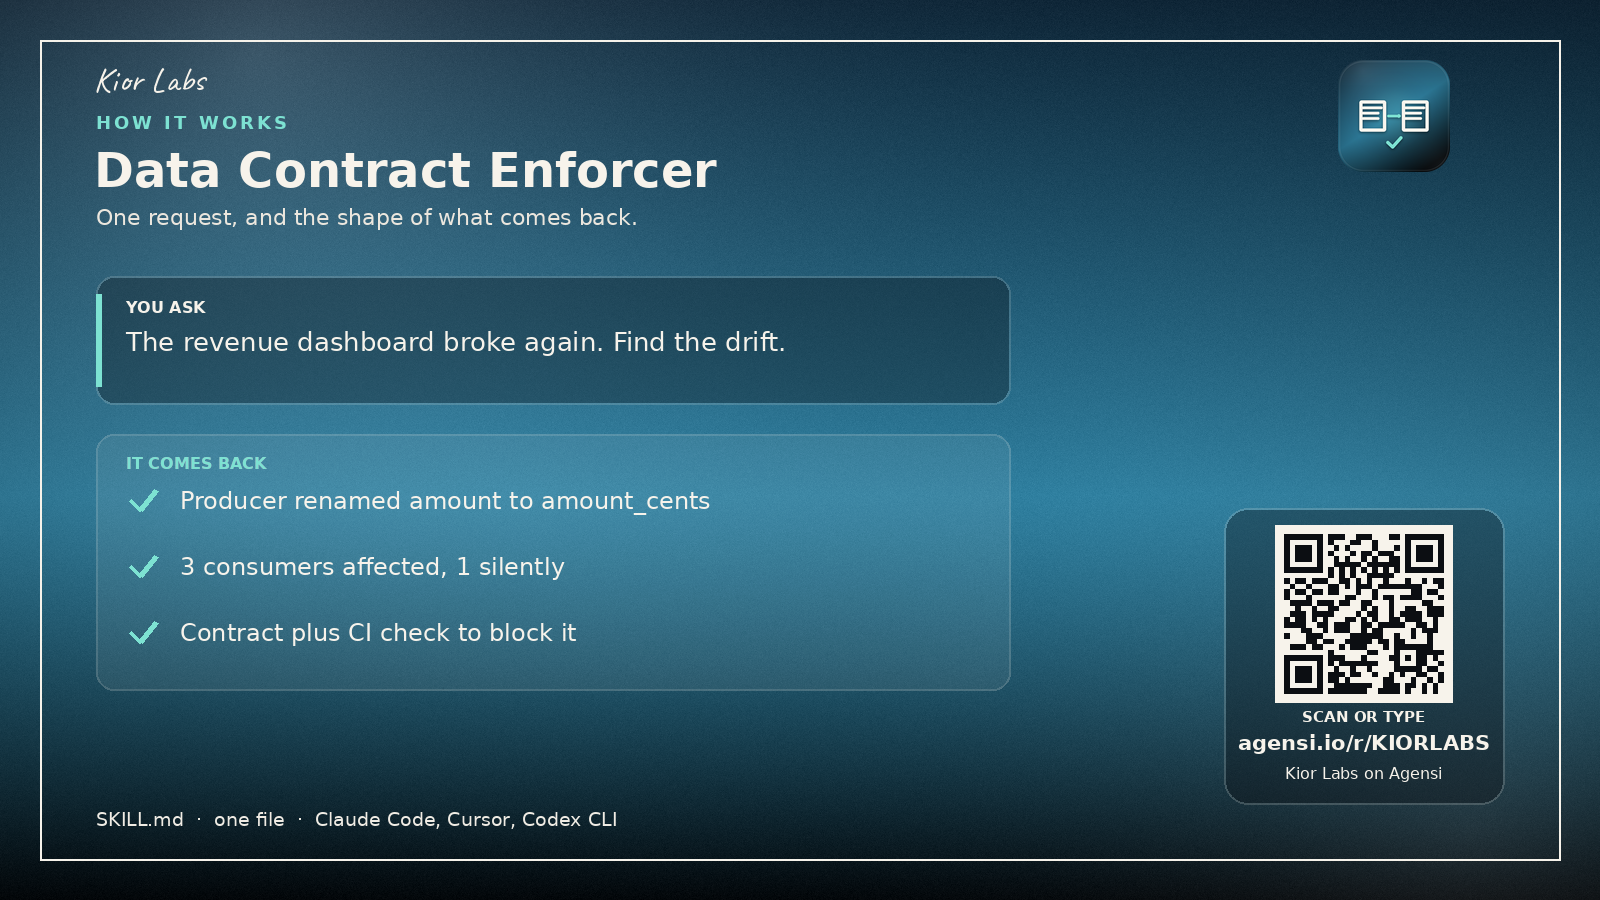 Kior Labs
HOW IT WORKS
Data Contract Enforcer
One request, and the shape of what comes back.
YOU ASK
The revenue dashboard broke again. Find the drift.
IT COMES BACK
Producer renamed amount to amount_cents
3 consumers affected, 1 silently
Contract plus CI check to block it
SCAN OR TYPE
agensi.io/r/KIORLABS
Kior Labs on Agensi
SKILL.md · one file · Claude Code, Cursor, Codex CLI